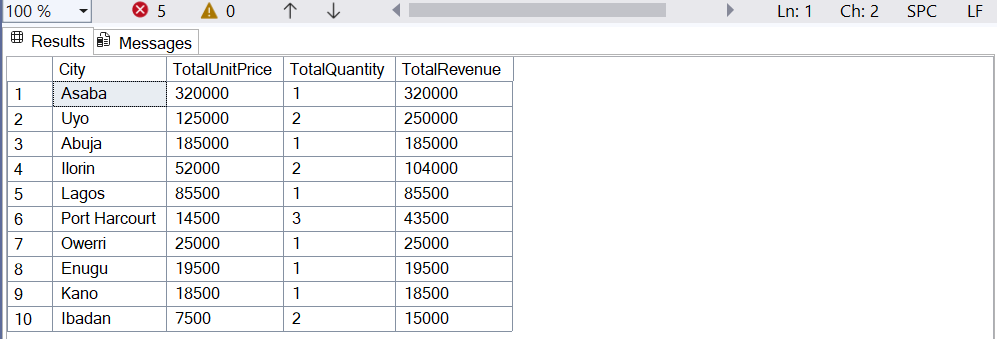 100 % 5 0 Ln: 1 Ch: 2 SPC LF
Results Messages
City TotalUnitPrice TotalQuantity TotalRevenue
1 Asaba 320000 1 320000
2 Uyo 125000 2 250000
3 Abuja 185000 1 185000
4 Ilorin 52000 2 104000
5 Lagos 85500 1 85500
6 Port Harcourt 14500 3 43500
7 Owerri 25000 1 25000
8 Enugu 19500 1 19500
9 Kano 18500 1 18500
10 Ibadan 7500 2 15000